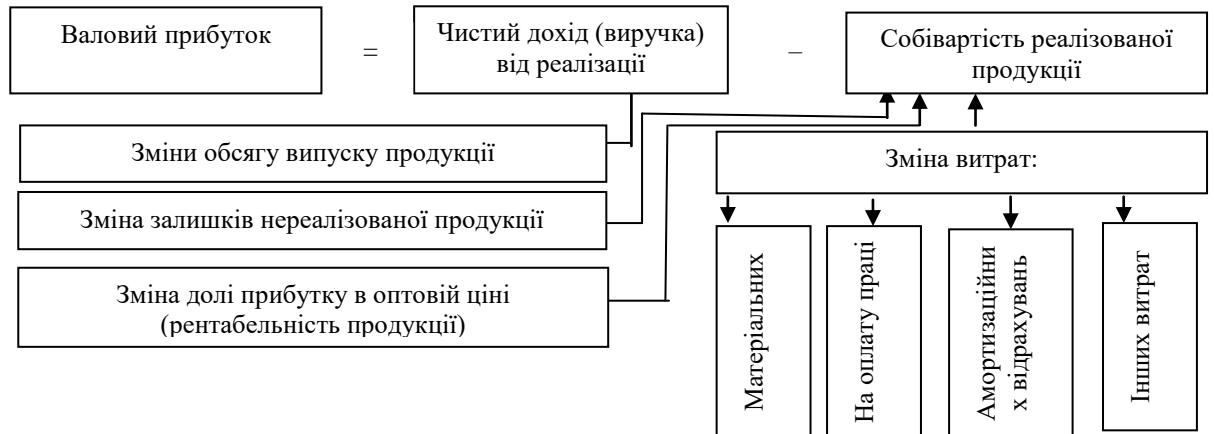 Валовий прибуток
=
Чистий дохід (виручка)
від реалізації
–
Собівартість реалізованої
продукції
Зміни обсягу випуску продукції
Зміна витрат:
Зміна залишків нереалізованої продукції
Зміна долі прибутку в оптовій ціні
(рентабельність продукції)
Матеріальних
На оплату праці
Амортизаційни
х відрахувань
Інших витрат